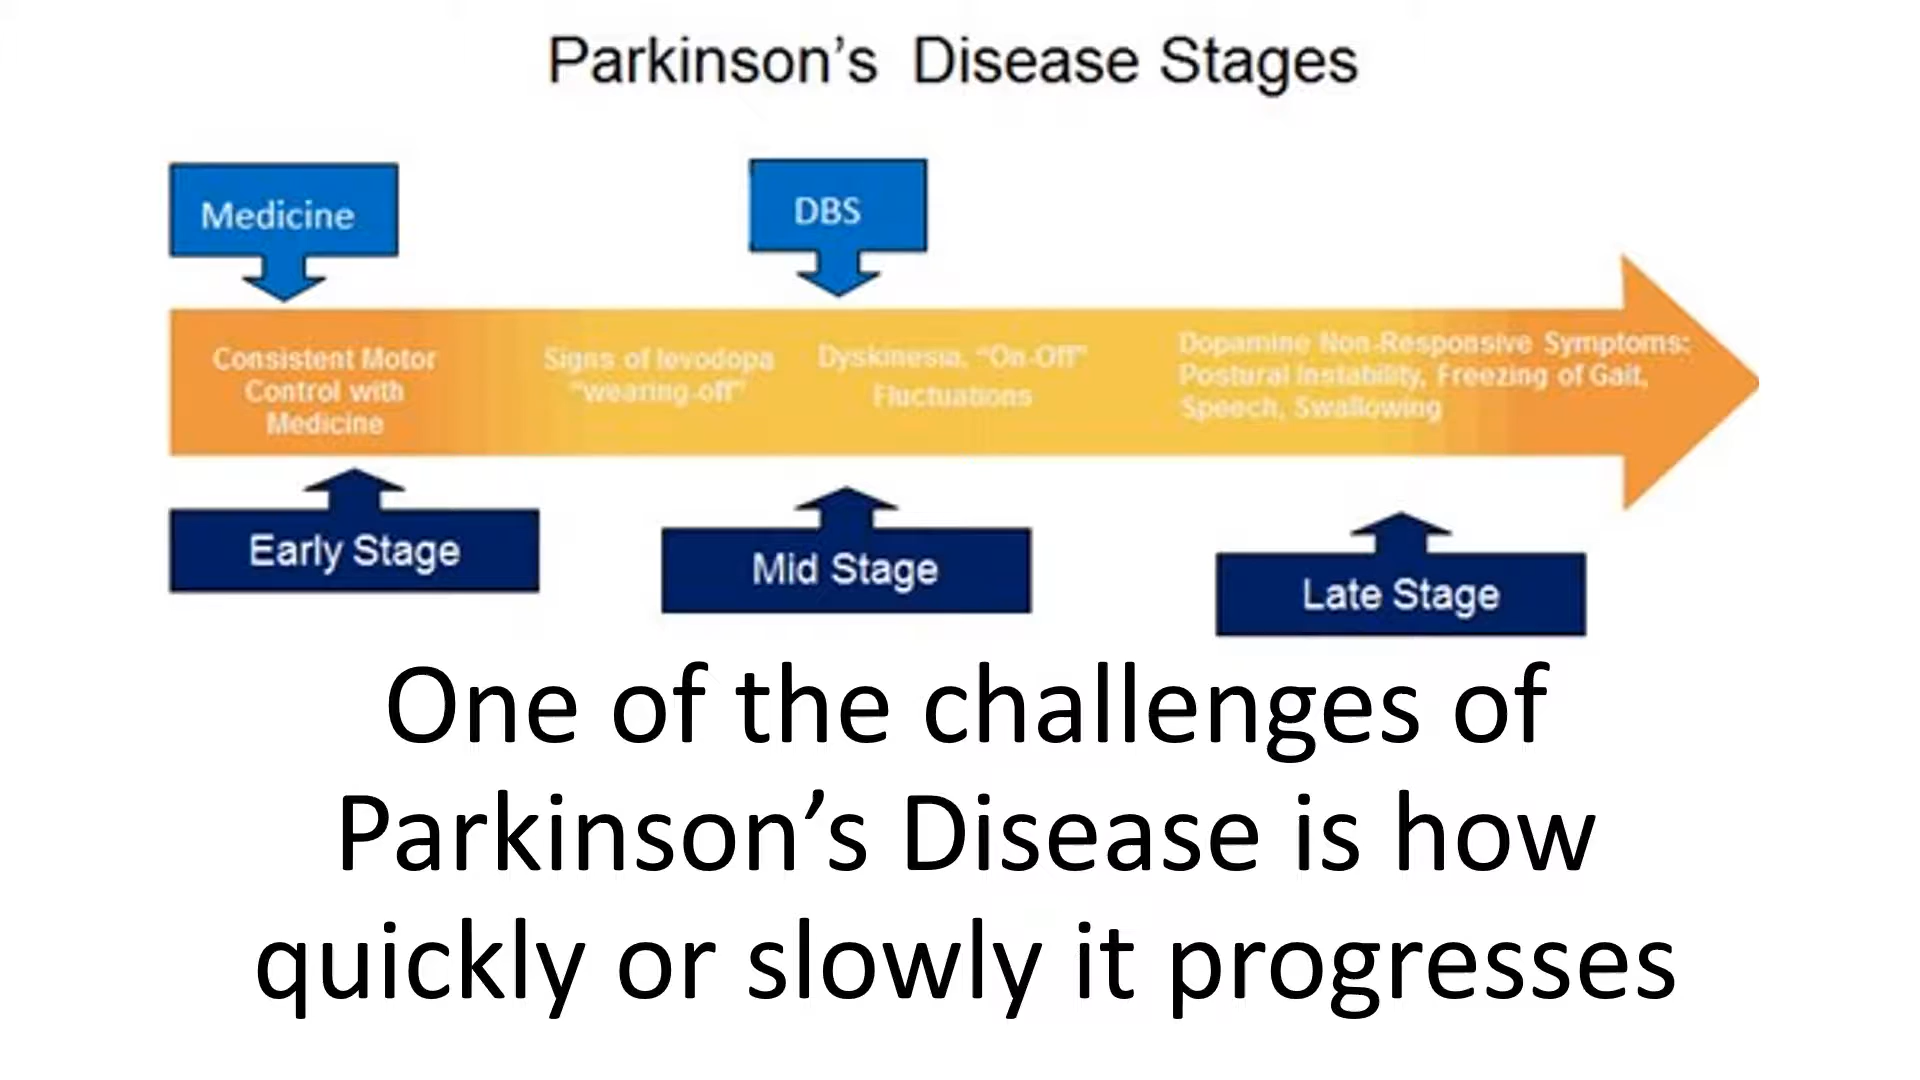 Parkinson’s Disease Stages
Medicine
DBS
Consistent Motor
Control with
Medicine
Signs of levodopa
“wearing-off”
Dyskinesia, “On-Off”
Fluctuations
Dopamine Non-Responsive Symptoms:
Postural Instability, Freezing of Gait,
Speech, Swallowing
Early Stage
Mid Stage
Late Stage
One of the challenges of
Parkinson’s Disease is how
quickly or slowly it progresses